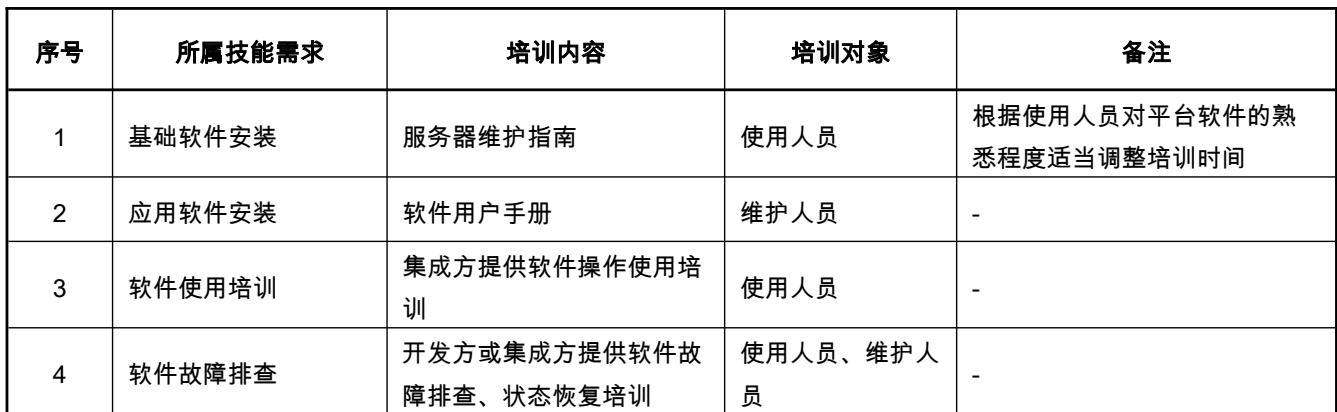 序号 所属技能需求 培训内容 培训对象 备注
1 基础软件安装 服务器维护指南 使用人员 根据使用人员对平台软件的熟
悉程度适当调整培训时间
2 应用软件安装 软件用户手册 维护人员 -
3 软件使用培训 集成方提供软件操作使用培
训 使用人员 -
4 软件故障排查 开发方或集成方提供软件故
障排查、状态恢复培训 使用人员、维护人
员 -